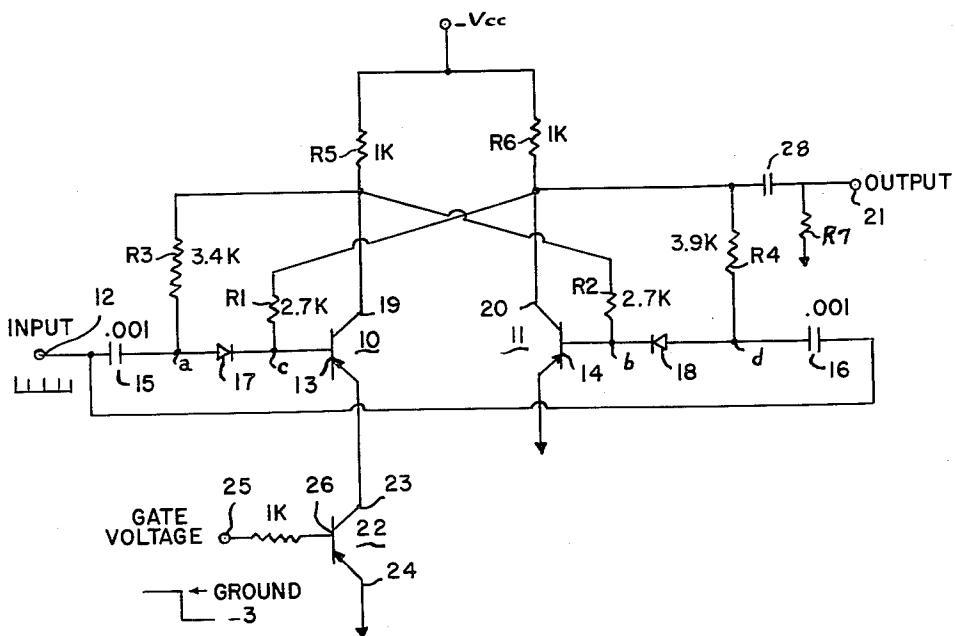 -Vcc
R5
1K
R6
1K
28
OUTPUT
21
R3
3.4K
3.9K
R4
R7
12
R1
2.7K
19
10
20
11
R2
2.7K
.001
INPUT
.001
15
a
17
c
13
14
b
18
d
16
25
26
23
GATE
VOLTAGE
1K
22
24
GROUND
-3